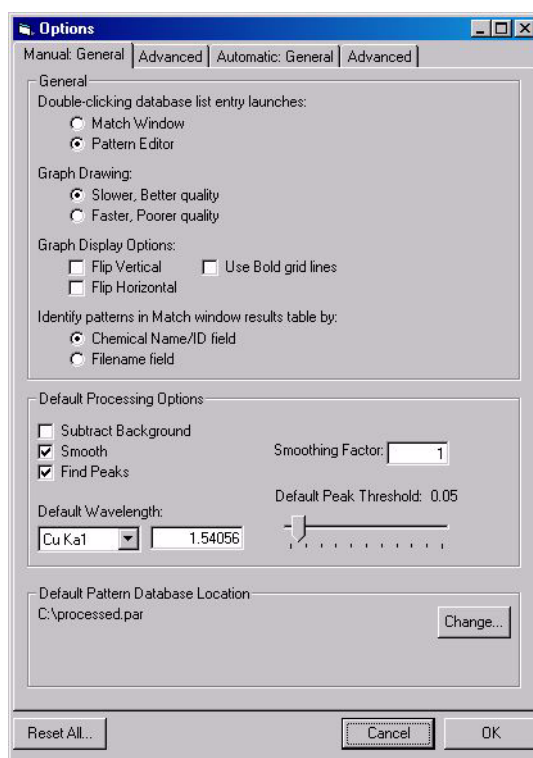 Options
Manual: General Advanced Automatic: General Advanced
General
Double-clicking database list entry launches:
Match Window
Pattern Editor
Graph Drawing:
Slower, Better quality
Faster, Poorer quality
Graph Display Options:
Flip Vertical Use Bold grid lines
Flip Horizontal
Identify patterns in Match window results table by:
Chemical Name/ID field
Filename field
Default Processing Options
Subtract Background
Smooth Smoothing Factor: 1
Find Peaks
Default Peak Threshold: 0.05
Default Wavelength:
Cu Ka1 1.54056
Default Pattern Database Location
C:\processed.par
Change...
Reset All... Cancel OK